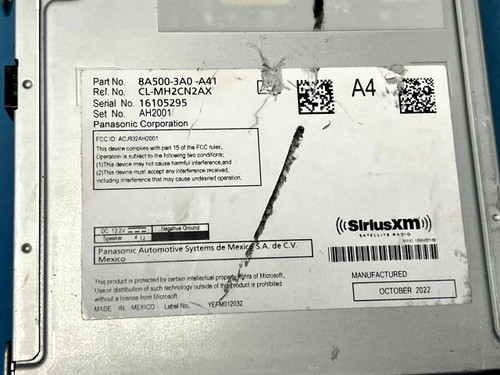 Part No. 8A500-3A0 -A41
Ref. No. CL-MH2CN2AX
Serial No. 16105295
Set No. AH2001
Panasonic Corporation
A4
FCC ID: ACJ932AH2001
This device complies with part 15 of the FCC rules,
Operation is subject to the following two conditions;
(1)This device may not cause harmful interference,and
(2)This device must accept any interference received,
including interference that may cause undesired operation.
DC 13.2V
Negative Ground
Speaker 4 Ω
Panasonic Automotive Systems de Mexico S.A. de C.V.
Mexico
((SiriusXM))
SATELLITE RADIO
This product is protected by certain intellectual property rights of Microsoft,
Use or distribution of such technology outside of this product is prohibited
without a license from Microsoft.
MADE IN MEXICO Label No. YEFM012032
MANUFACTURED
OCTOBER 2022